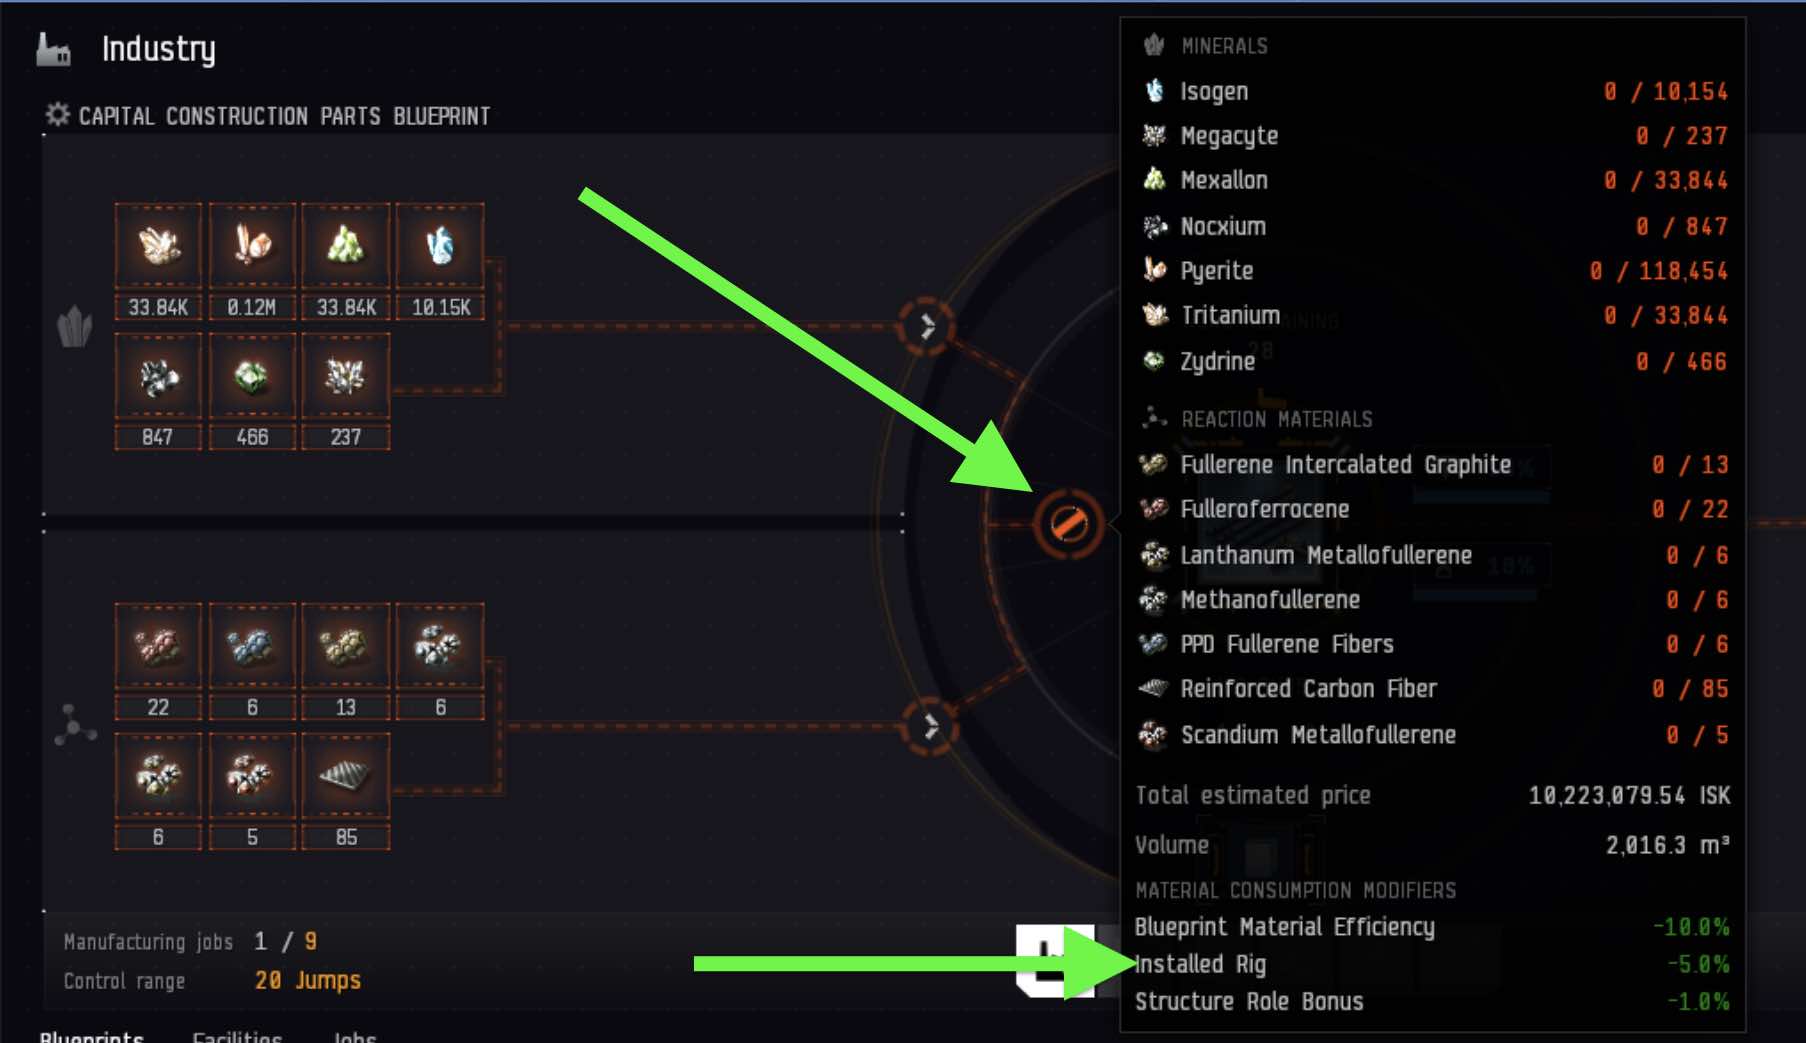 Industry
CAPITAL CONSTRUCTION PARTS BLUEPRINT
33.84K 0.12M 33.84K 10.15K
847 466 237
22 6 13 6
6 5 85
Manufacturing jobs 1 / 9
Control range 20 Jumps
Blueprints Facilities Jobs
MINERALS
Isogen 0 / 10,154
Megacyte 0 / 237
Mexallon 0 / 33,844
Nocxium 0 / 847
Pyerite 0 / 118,454
Tritanium 0 / 33,844
Zydrine 0 / 466
REACTION MATERIALS
Fullerene Intercalated Graphite 0 / 13
Fulleroferrocene 0 / 22
Lanthanum Metallofullerene 0 / 6
Methanofullerene 0 / 6
PPD Fullerene Fibers 0 / 6
Reinforced Carbon Fiber 0 / 85
Scandium Metallofullerene 0 / 5
Total estimated price 10,223,079.54 ISK
Volume 2,016.3 m³
MATERIAL CONSUMPTION MODIFIERS
Blueprint Material Efficiency -10.0%
Installed Rig -5.0%
Structure Role Bonus -1.0%